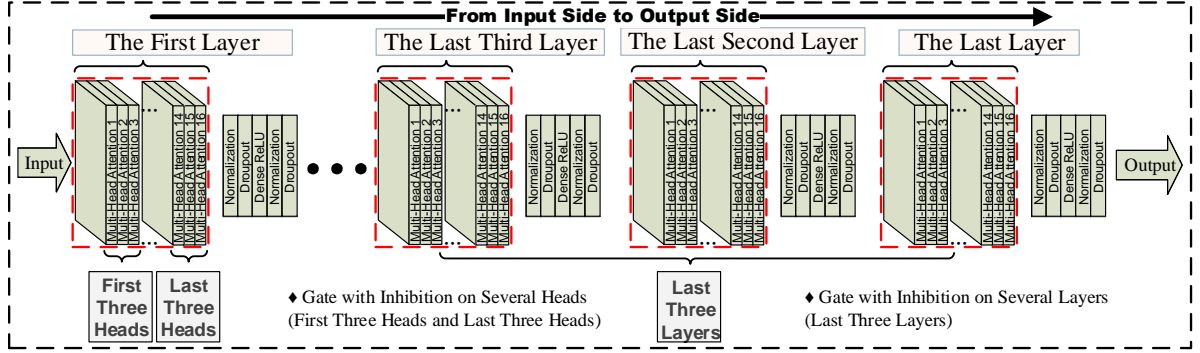 From Input Side to Output Side
The First Layer
The Last Third Layer
The Last Second Layer
The Last Layer
Input
Multi-Head Attention 1
Multi-Head Attention 2
Multi-Head Attention 3
...
...
Multi-Head Attention 14
Multi-Head Attention 15
Multi-Head Attention 16
Normalization
Droupout
Dense ReLU
Normalization
Droupout
● ● ●
Multi-Head Attention 1
Multi-Head Attention 2
Multi-Head Attention 3
...
...
Multi-Head Attention 14
Multi-Head Attention 15
Multi-Head Attention 16
Normalization
Droupout
Dense ReLU
Normalization
Droupout
Multi-Head Attention 1
Multi-Head Attention 2
Multi-Head Attention 3
...
...
Multi-Head Attention 14
Multi-Head Attention 15
Multi-Head Attention 16
Normalization
Droupout
Dense ReLU
Normalization
Droupout
Multi-Head Attention 1
Multi-Head Attention 2
Multi-Head Attention 3
...
...
Multi-Head Attention 14
Multi-Head Attention 15
Multi-Head Attention 16
Normalization
Droupout
Dense ReLU
Normalization
Droupout
Output
First
Three
Heads
Last
Three
Heads
♦ Gate with Inhibition on Several Heads
(First Three Heads and Last Three Heads)
Last
Three
Layers
♦ Gate with Inhibition on Several Layers
(Last Three Layers)